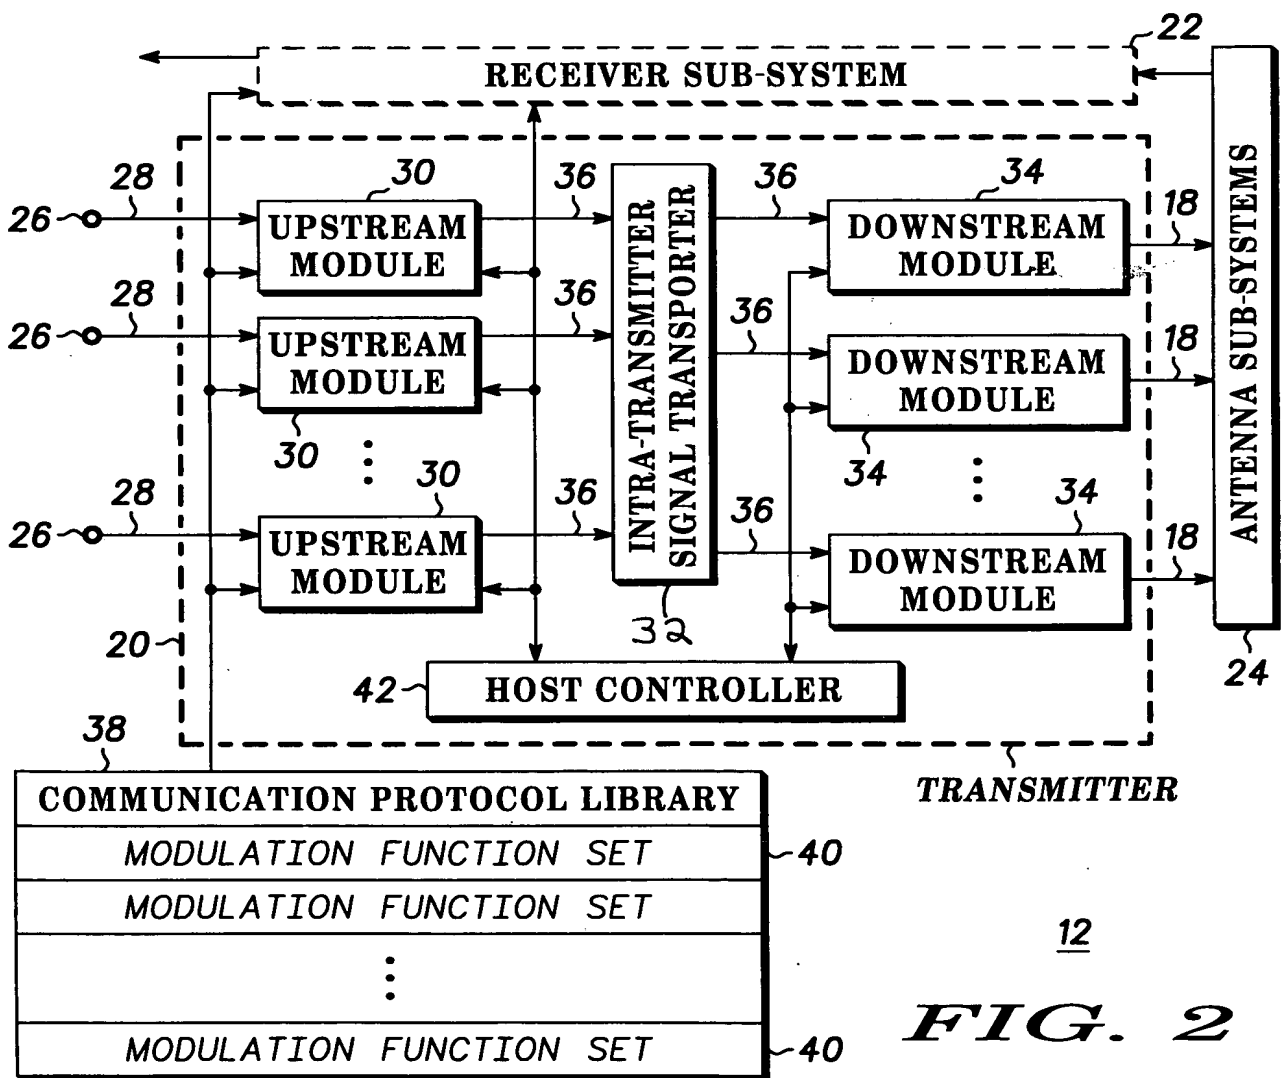 22
RECEIVER SUB-SYSTEM
28
30
36
36
34
18
26
UPSTREAM
MODULE
DOWNSTREAM
MODULE
28
36
36
18
26
UPSTREAM
MODULE
DOWNSTREAM
MODULE
30
34
28
30
36
36
34
18
26
UPSTREAM
MODULE
DOWNSTREAM
MODULE
INTRA-TRANSMITTER
SIGNAL TRANSPORTER
ANTENNA SUB-SYSTEMS
20
32
24
42
HOST CONTROLLER
38
TRANSMITTER
COMMUNICATION PROTOCOL LIBRARY
MODULATION FUNCTION SET
40
MODULATION FUNCTION SET
MODULATION FUNCTION SET
40
12
FIG. 2